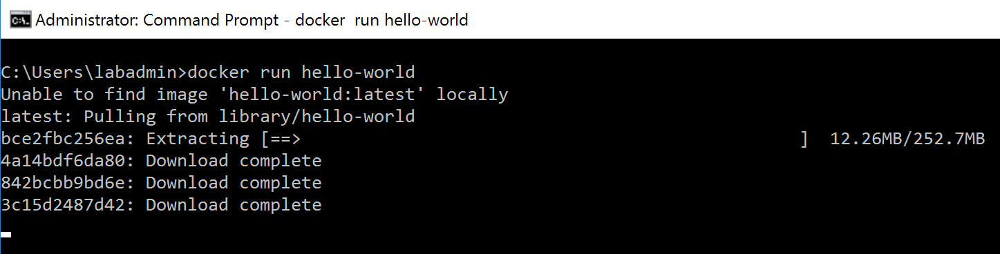 Administrator: Command Prompt - docker  run hello-world
C:\Users\labadmin>docker run hello-world
Unable to find image 'hello-world:latest' locally
latest: Pulling from library/hello-world
bce2fbc256ea: Extracting [==>                                                ]  12.26MB/252.7MB
4a14bdf6da80: Download complete
842bcbb9bd6e: Download complete
3c15d2487d42: Download complete